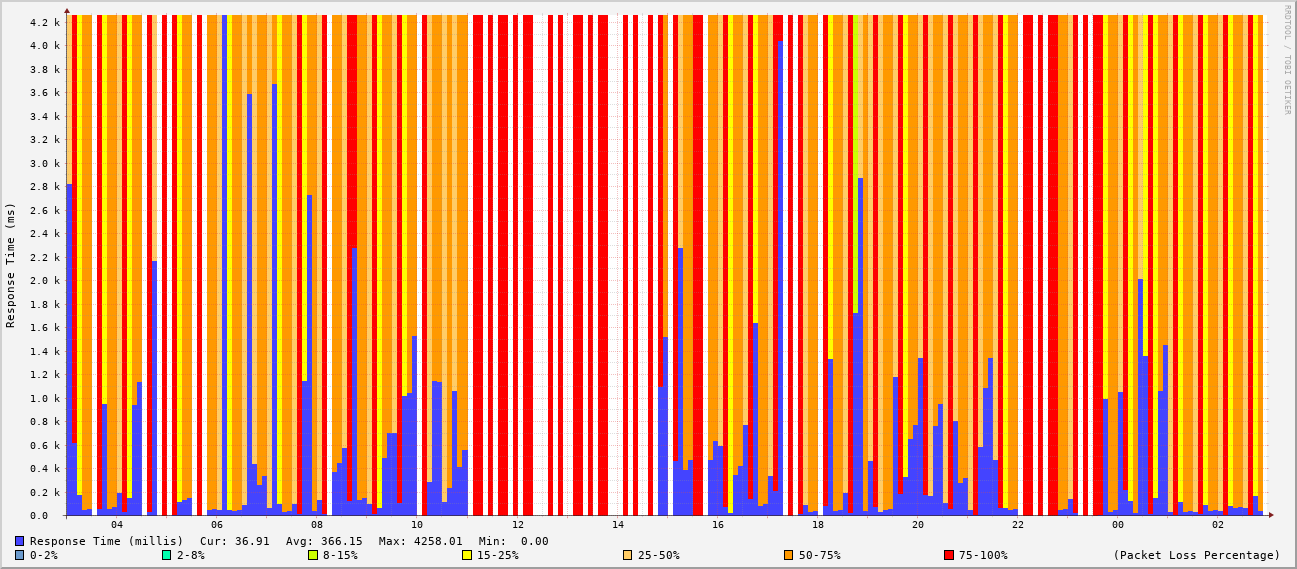 RRDTOOL / TOBI OETIKER
Response Time (ms)
4.2 k
4.0 k
3.8 k
3.6 k
3.4 k
3.2 k
3.0 k
2.8 k
2.6 k
2.4 k
2.2 k
2.0 k
1.8 k
1.6 k
1.4 k
1.2 k
1.0 k
0.8 k
0.6 k
0.4 k
0.2 k
0.0
04 06 08 10 12 14 16 18 20 22 00 02
Response Time (millis) Cur: 36.91 Avg: 366.15 Max: 4258.01 Min: 0.00
0-2% 2-8% 8-15% 15-25% 25-50% 50-75% 75-100% (Packet Loss Percentage)